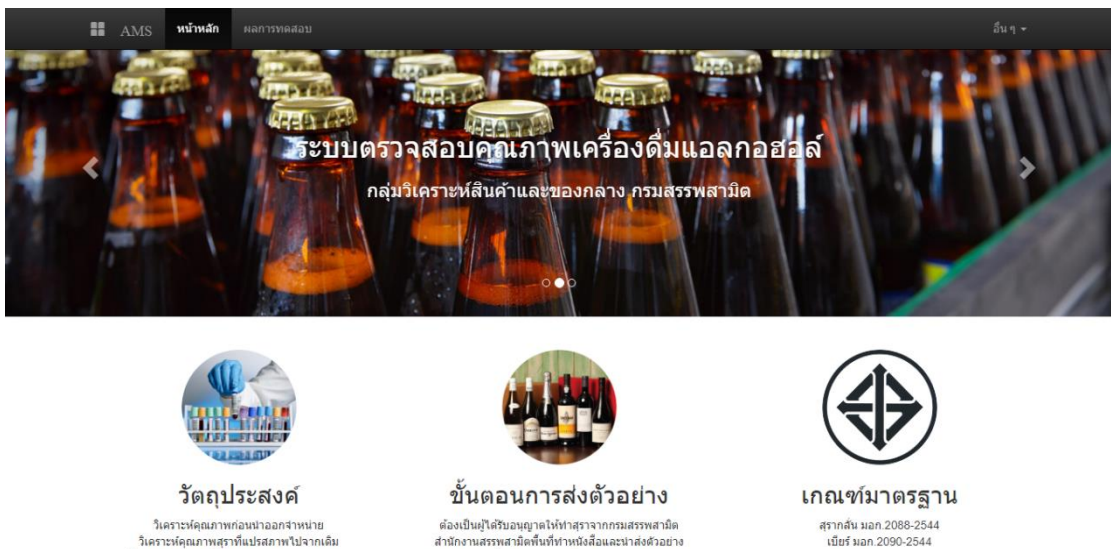 AMS หน้าหลัก ผลการทดสอบ อื่น ๆ
ระบบตรวจสอบคุณภาพเครื่องดื่มแอลกอฮอล์
กลุ่มวิเคราะห์สินค้าและของกลาง กรมสรรพสามิต
วัตถุประสงค์
วิเคราะห์คุณภาพก่อนนำออกจำหน่าย
วิเคราะห์คุณภาพสุราที่แปรสภาพไปจากเดิม
ขั้นตอนการส่งตัวอย่าง
ต้องเป็นผู้ได้รับอนุญาตให้ทำสุราจากกรมสรรพสามิต
สำนักงานสรรพสามิตพื้นที่ทำหนังสือและนำส่งตัวอย่าง
เกณฑ์มาตรฐาน
สุรากลั่น มอก.2088-2544
เบียร์ มอก.2090-2544